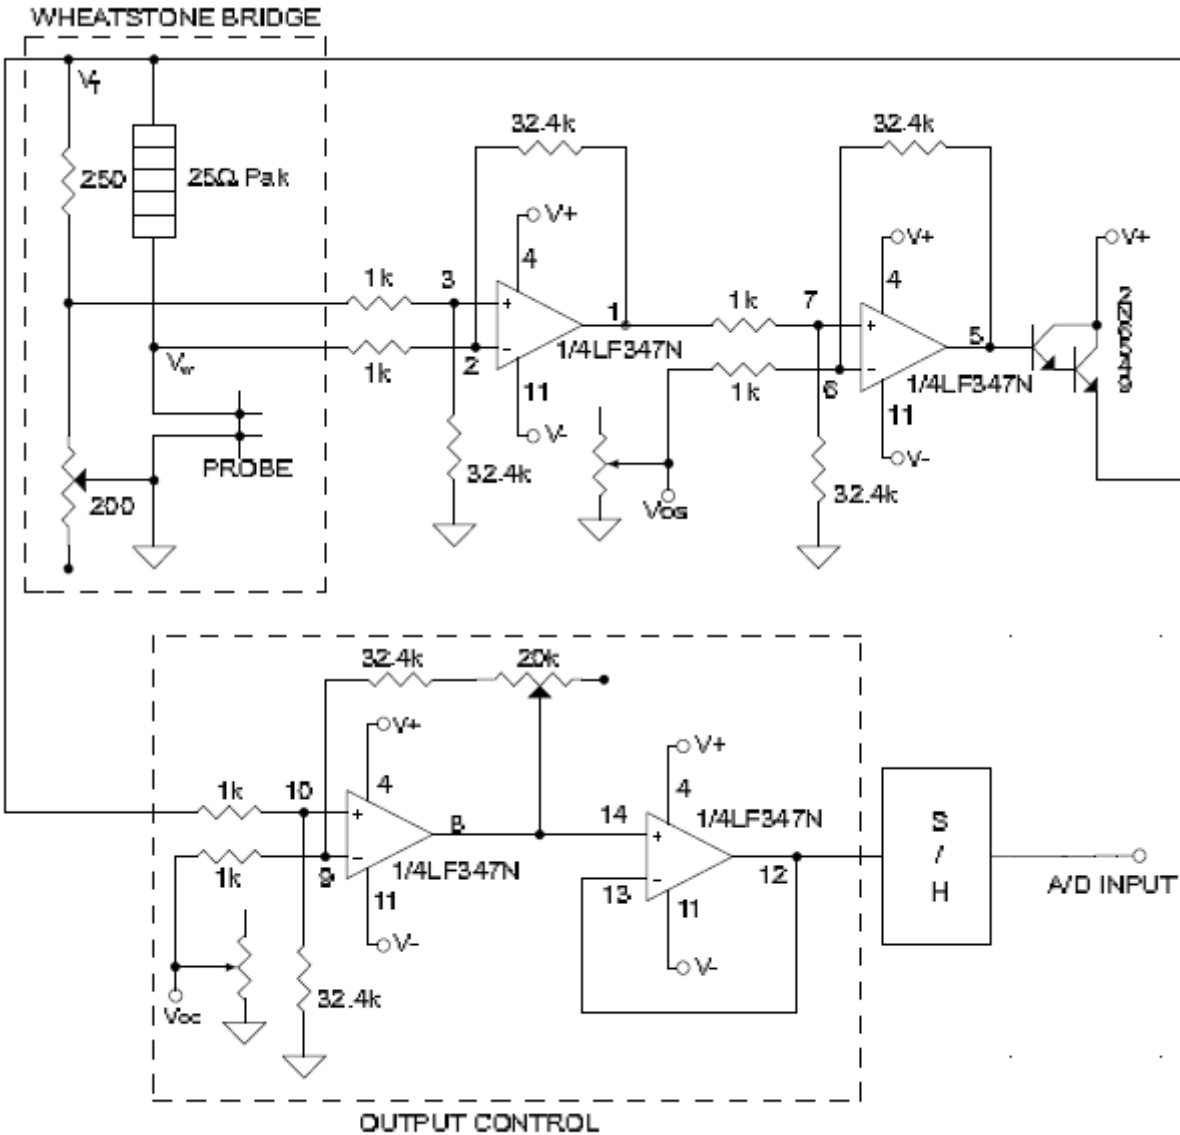 WHEATSTONE BRIDGE
VT
250
25Ω Pak
Vw
PROBE
200
1k
1k
3
2
32.4k
V+
4
1
1/4LF347N
11
V-
32.4k
1k
1k
7
6
Vos
32.4k
V+
4
5
1/4LF347N
11
V-
32.4k
V+
32.4k
20k
V+
4
1k
10
1k
9
8
1/4LF347N
11
V-
Voc
32.4k
V+
4
14
1/4LF347N
13
12
11
V-
S
/
H
A/D INPUT
OUTPUT CONTROL